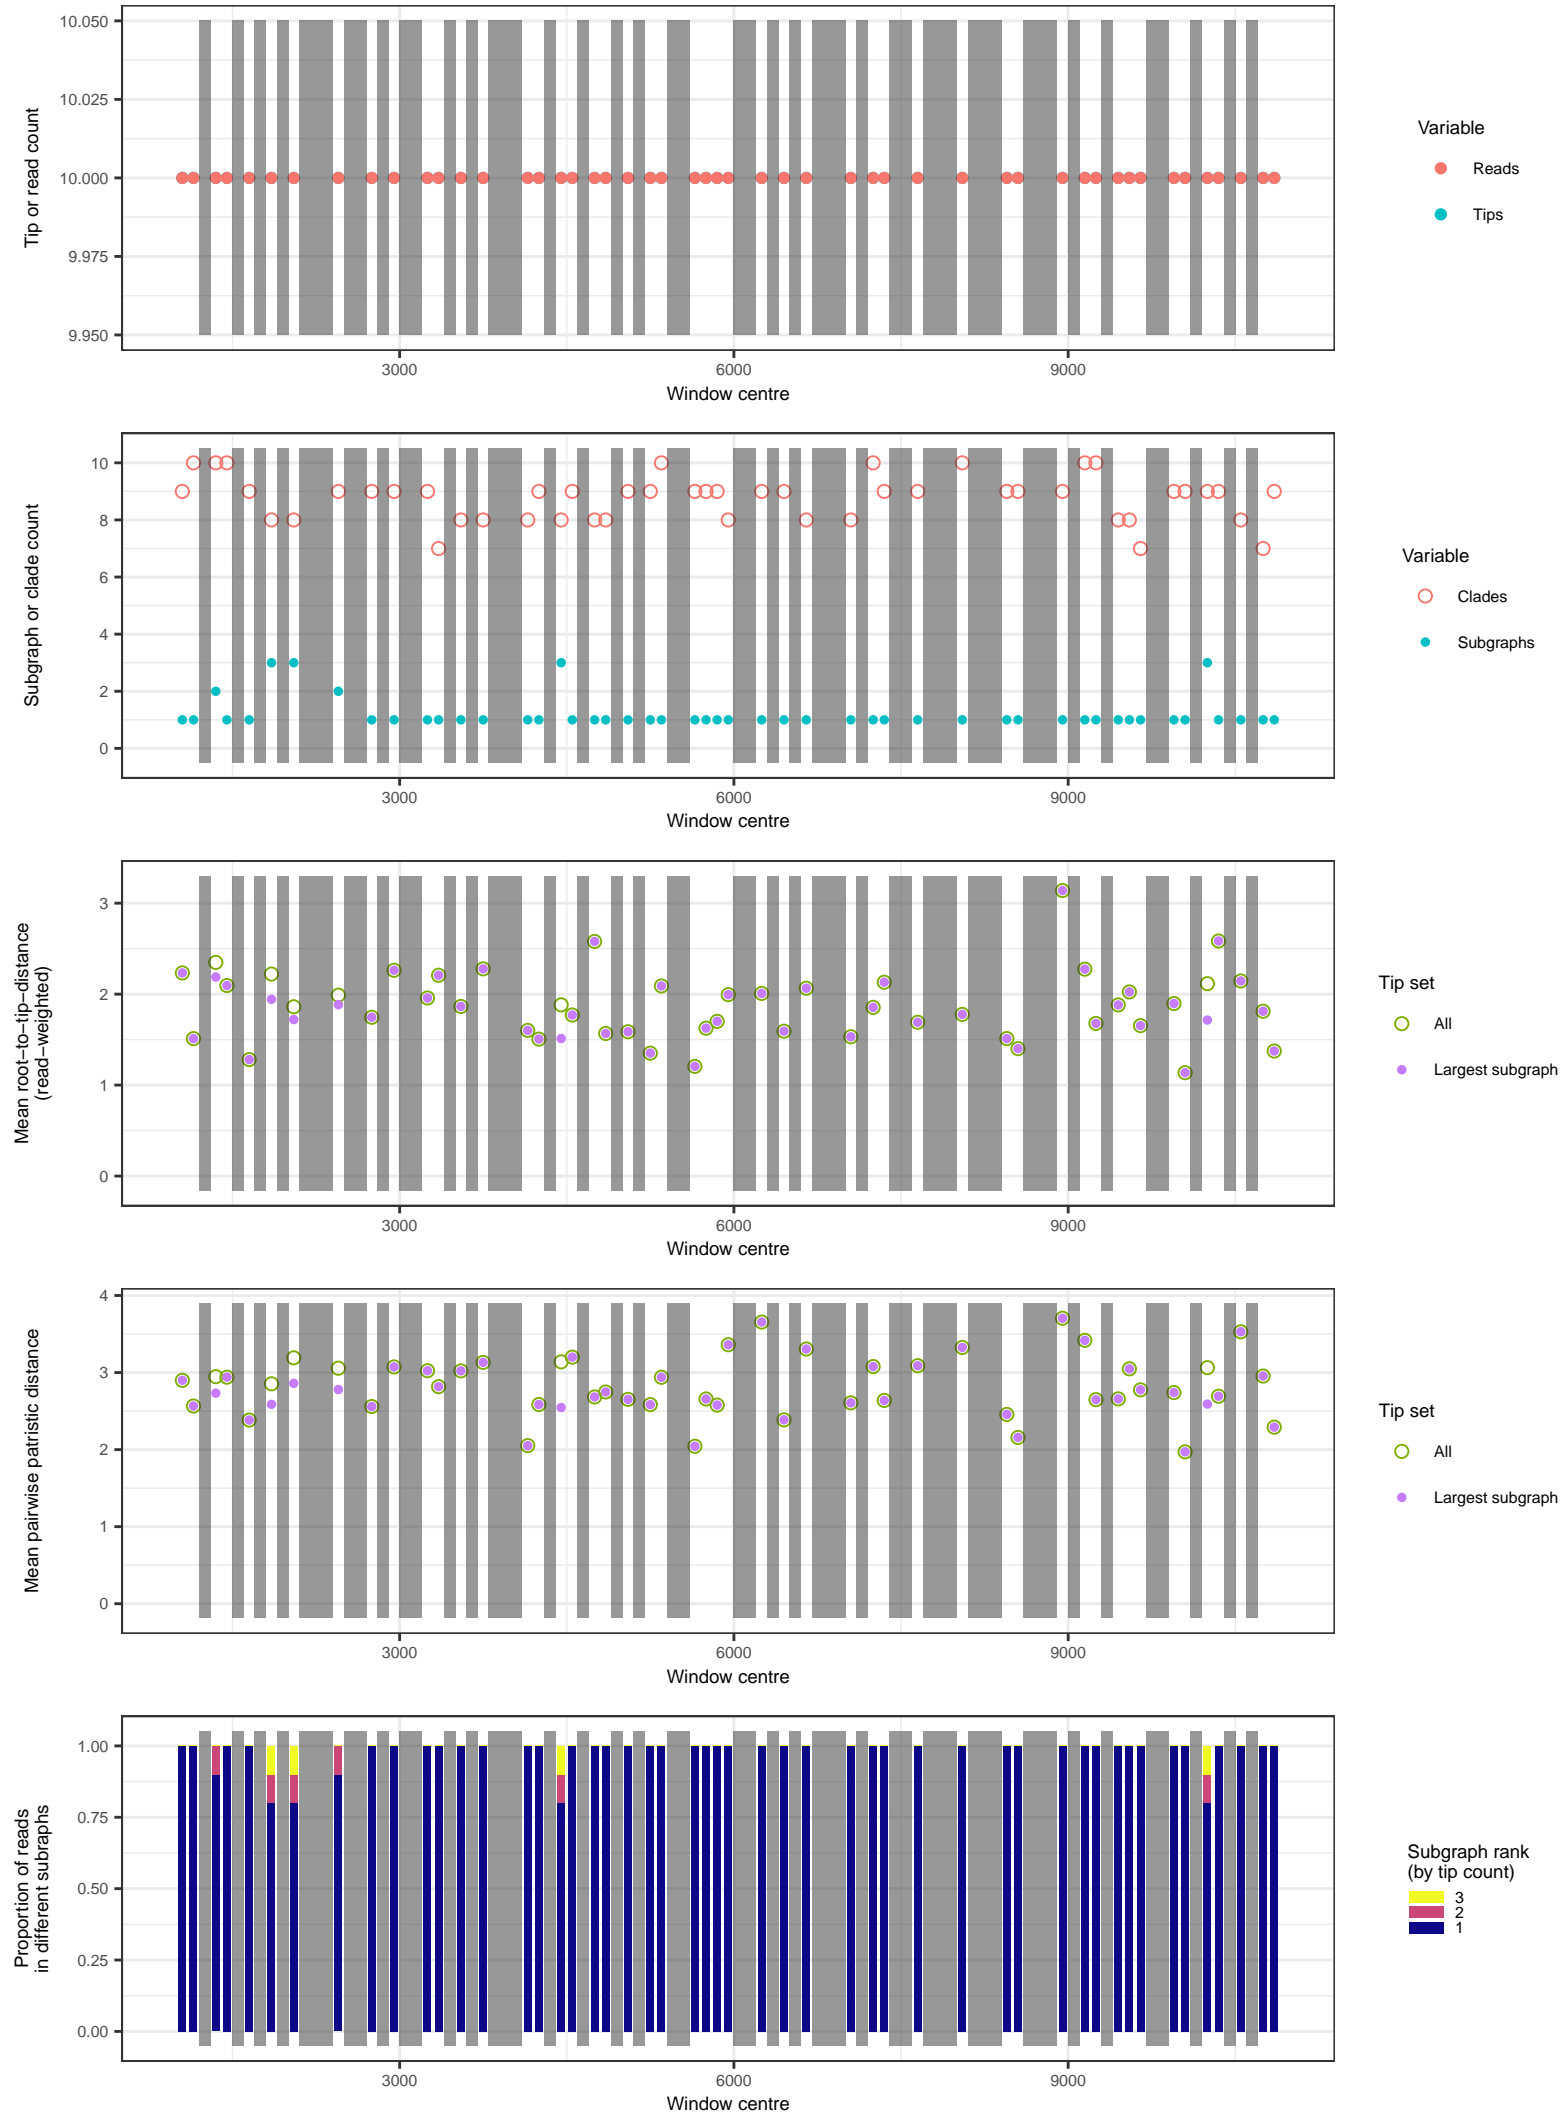 10.050
10.025
10.000
9.975
9.950
Tip or read count
3000
6000
9000
Window centre
Variable
Reads
Tips
10
8
6
4
2
0
Subgraph or clade count
3000
6000
9000
Window centre
Variable
Clades
Subgraphs
3
2
1
0
Mean root−to−tip−distance
(read−weighted)
3000
6000
9000
Window centre
Tip set
All
Largest subgraph
4
3
2
1
0
Mean pairwise patristic distance
3000
6000
9000
Window centre
Tip set
All
Largest subgraph
1.00
0.75
0.50
0.25
0.00
Proportion of reads
in different subraphs
3000
6000
9000
Window centre
Subgraph rank
(by tip count)
3
2
1